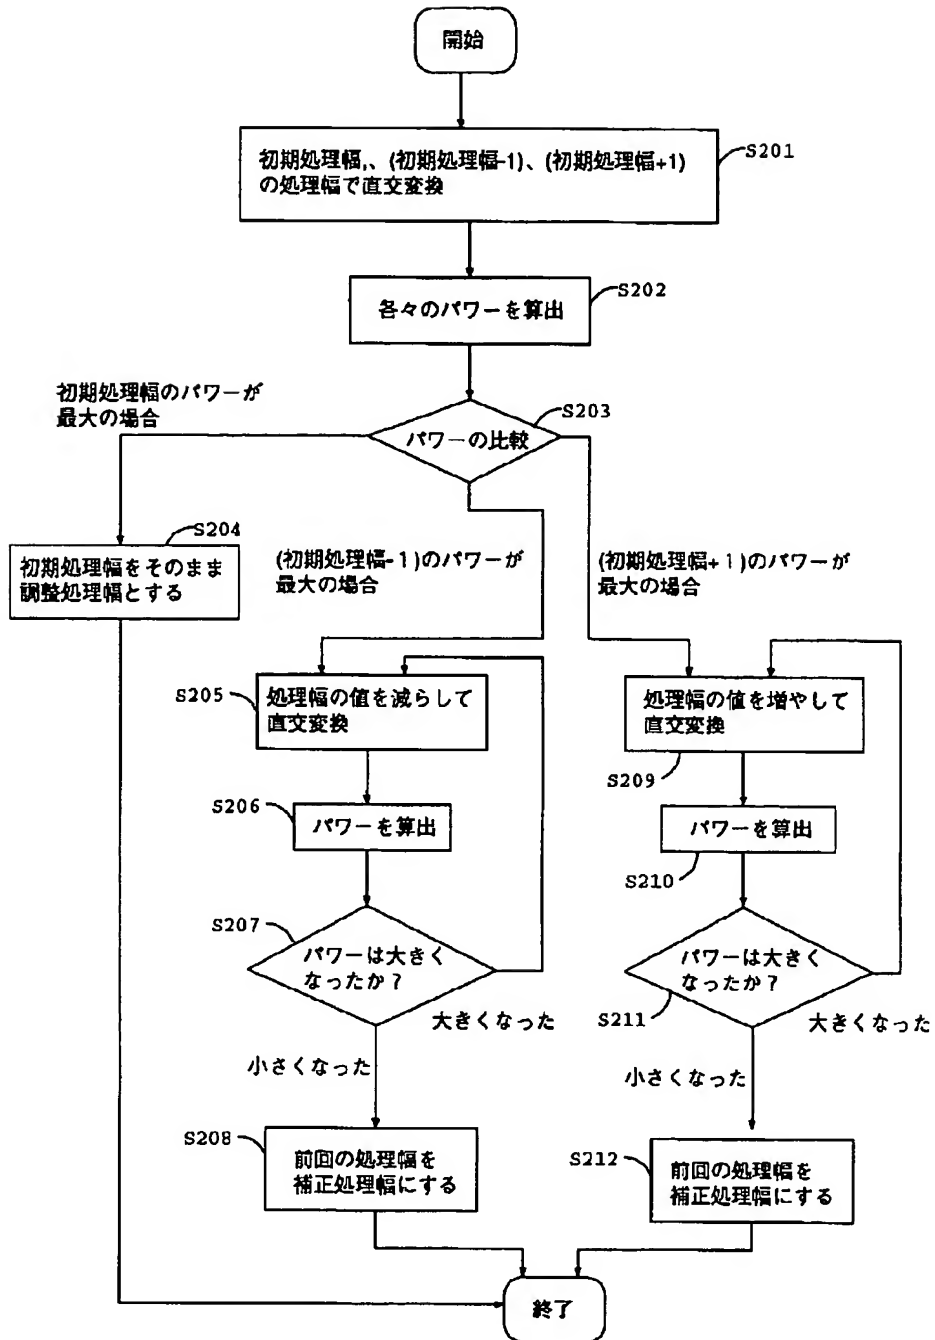 開始
初期処理幅,、(初期処理幅-1)、(初期処理幅+1)
の処理幅で直交変換
S201
各々のパワーを算出
S202
初期処理幅のパワーが
最大の場合
パワーの比較
S203
S204
初期処理幅をそのまま
調整処理幅とする
(初期処理幅-1)のパワーが
最大の場合
(初期処理幅+1)のパワーが
最大の場合
S205
処理幅の値を減らして
直交変換
処理幅の値を増やして
直交変換
S209
S206
パワーを算出
パワーを算出
S210
S207
パワーは大きく
なったか?
大きくなった
パワーは大きく
なったか?
S211
大きくなった
小さくなった
小さくなった
S208
前回の処理幅を
補正処理幅にする
S212
前回の処理幅を
補正処理幅にする
終了